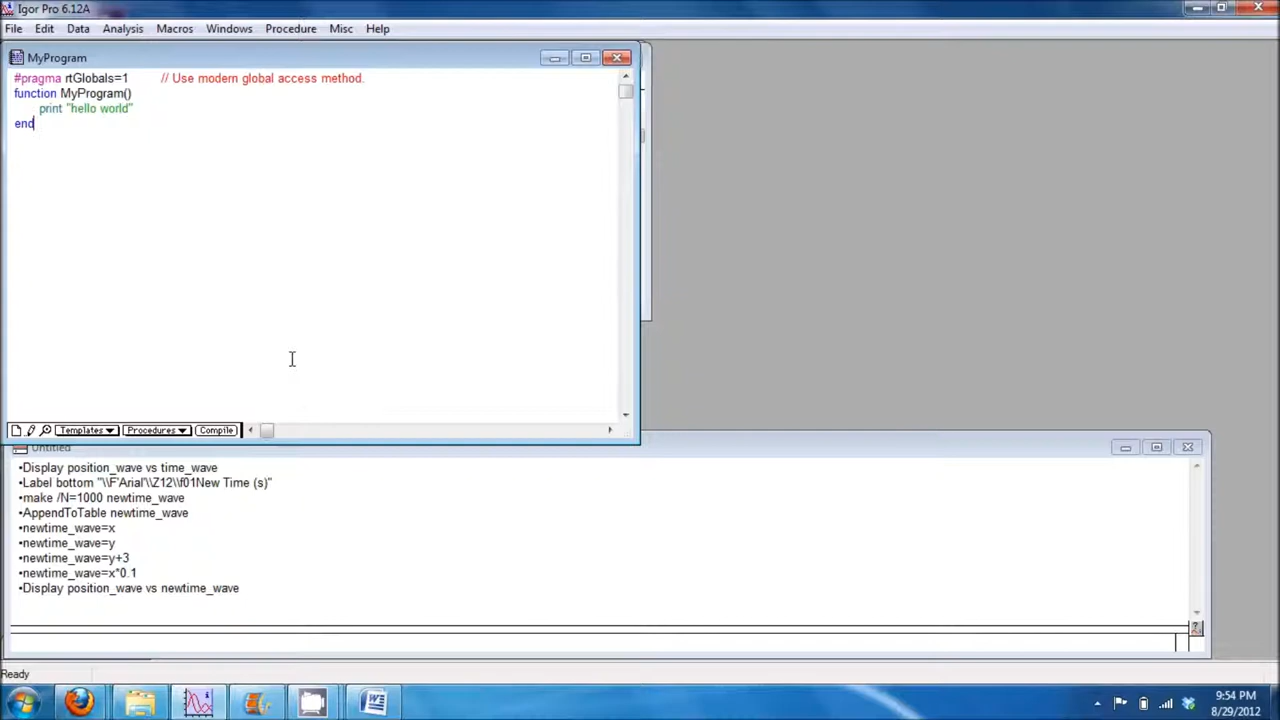 Igor Pro 6.12A
File Edit Data Analysis Macros Windows Procedure Misc Help
MyProgram
#pragma rtGlobals=1 // Use modern global access method.
function MyProgram()
print "hello world"
end
Templates Procedures Compile
Untitled
•Display position_wave vs time_wave
•Label bottom "\\F'Arial'\\Z12\\f01New Time (s)"
•make /N=1000 newtime_wave
•AppendToTable newtime_wave
•newtime_wave=x
•newtime_wave=y
•newtime_wave=y+3
•newtime_wave=x*0.1
•Display position_wave vs newtime_wave
Ready
9:54 PM
8/29/2012